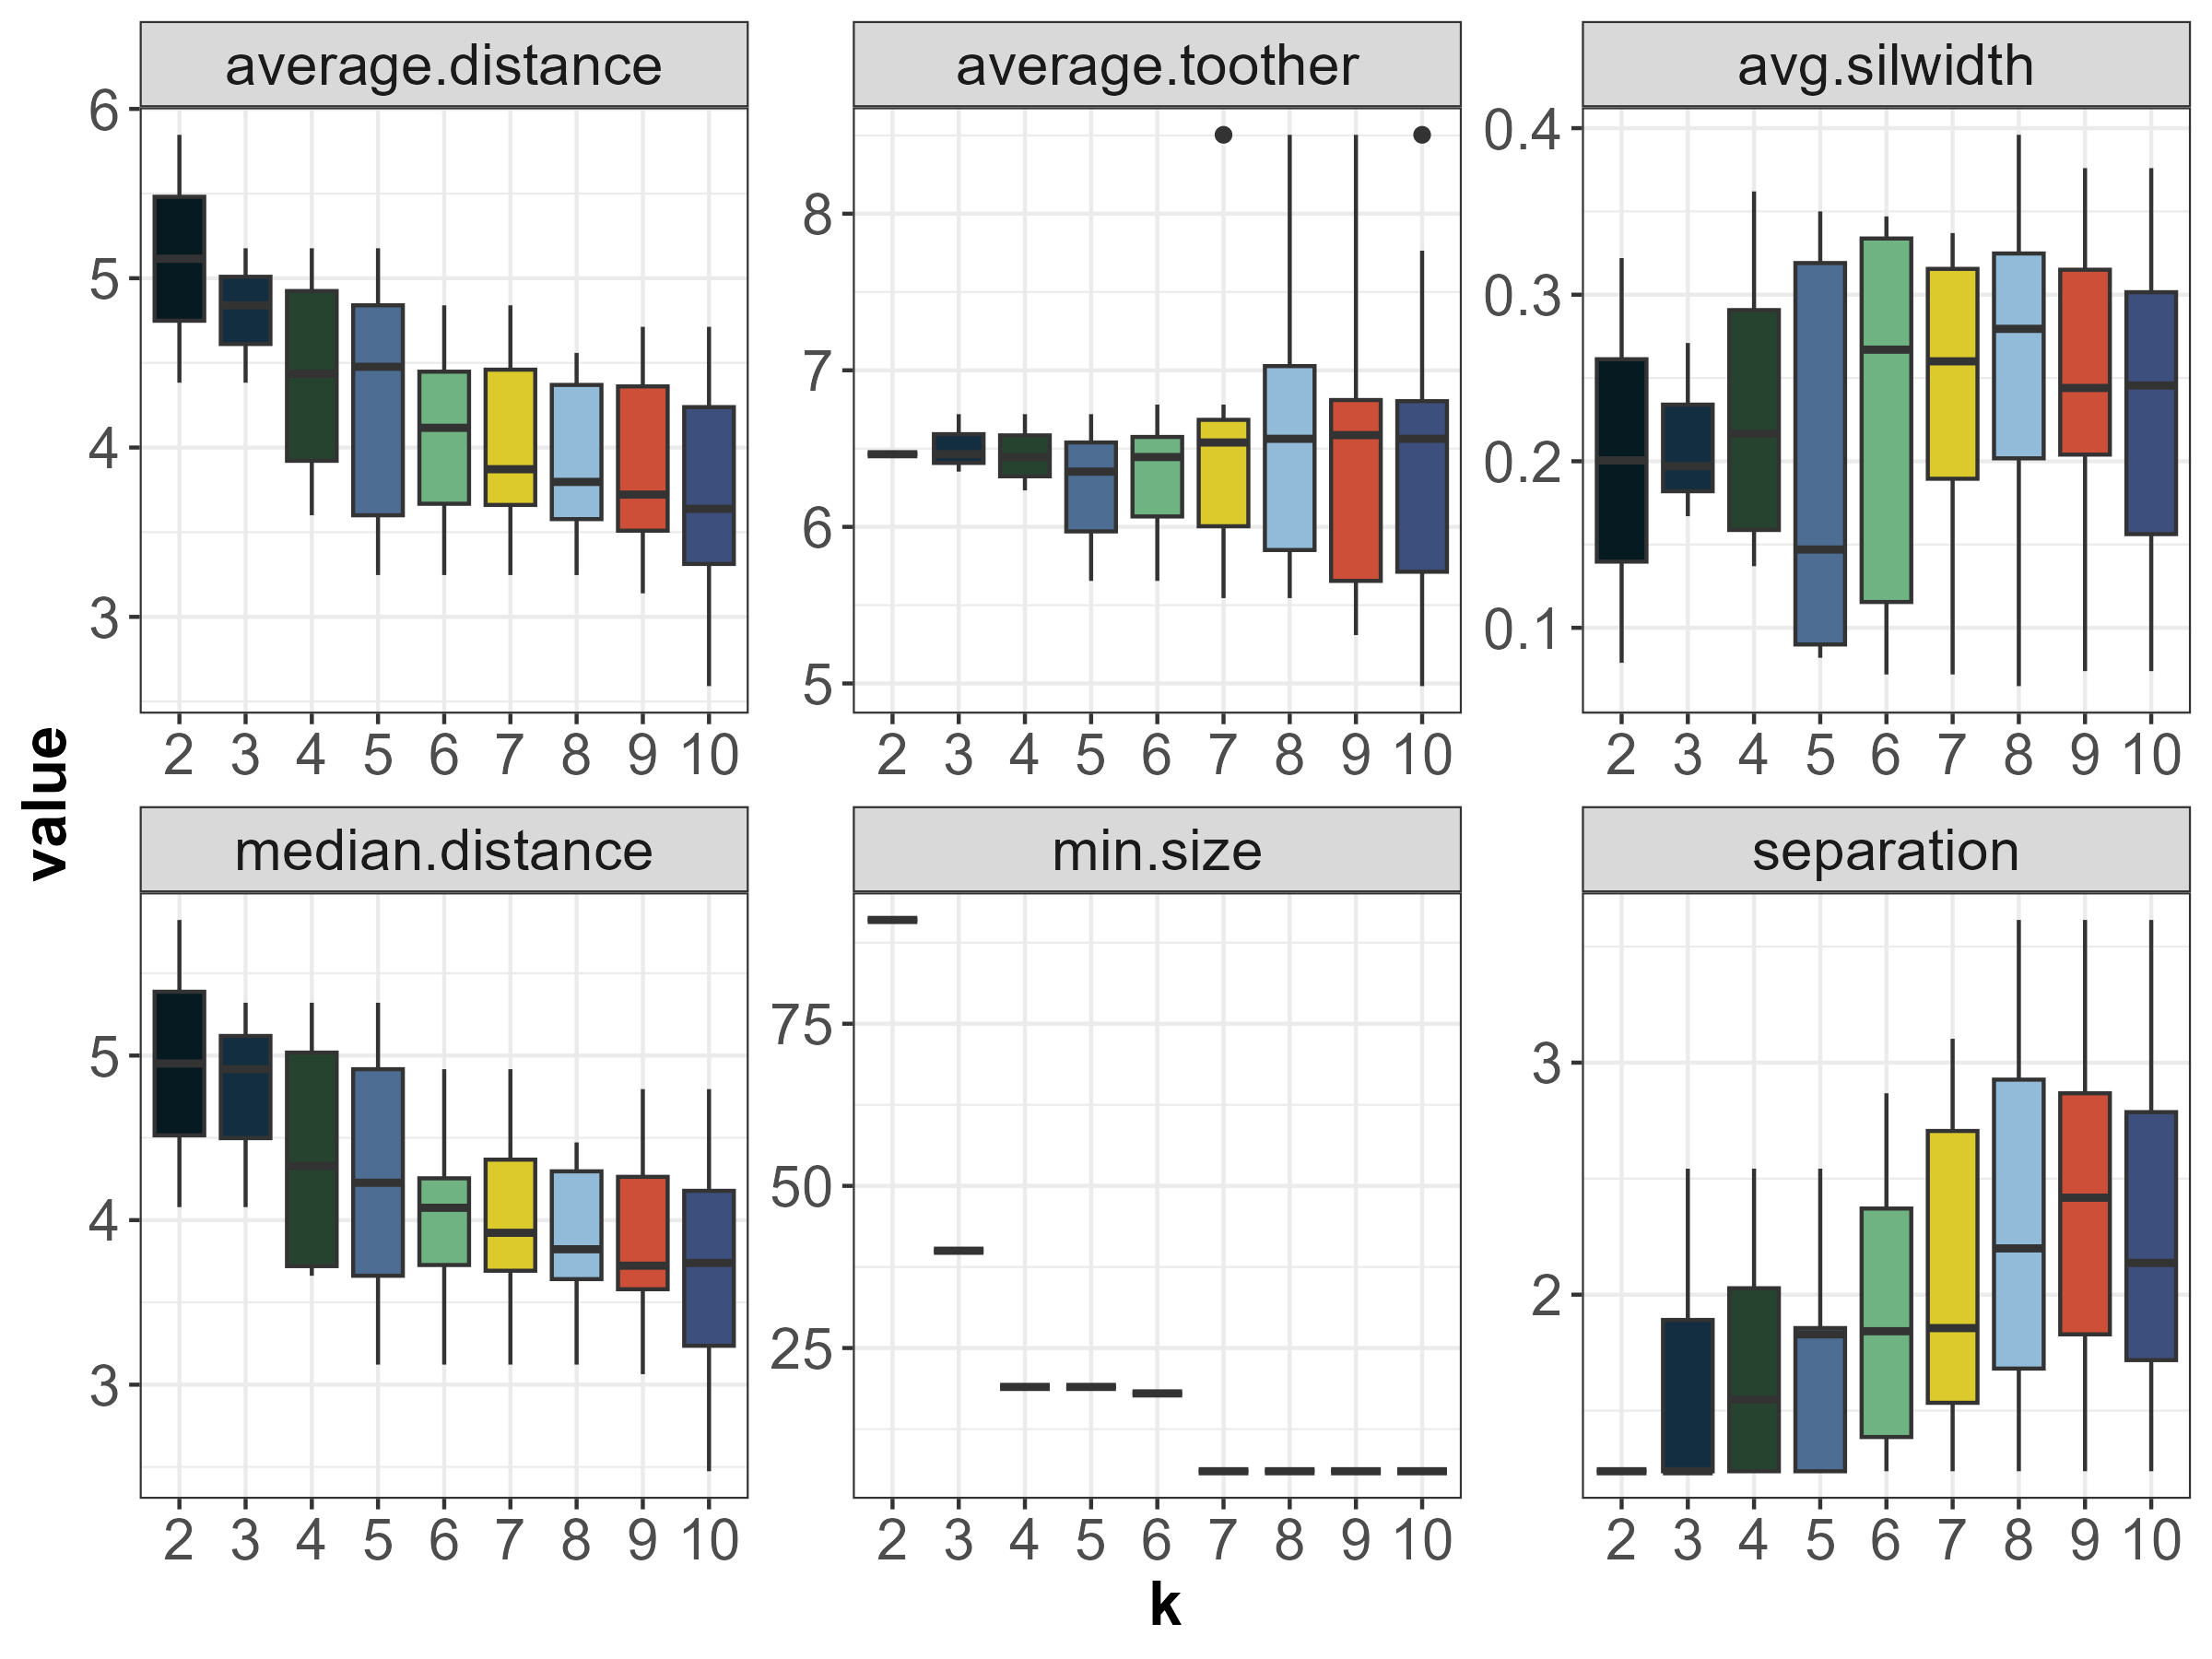 average.distance
average.toother
avg.silwidth
6
5
4
3
8
7
6
5
0.4
0.3
0.2
0.1
2 3 4 5 6 7 8 9 10
2 3 4 5 6 7 8 9 10
2 3 4 5 6 7 8 9 10
value
median.distance
min.size
separation
5
4
3
75
50
25
3
2
2 3 4 5 6 7 8 9 10
2 3 4 5 6 7 8 9 10
2 3 4 5 6 7 8 9 10
k